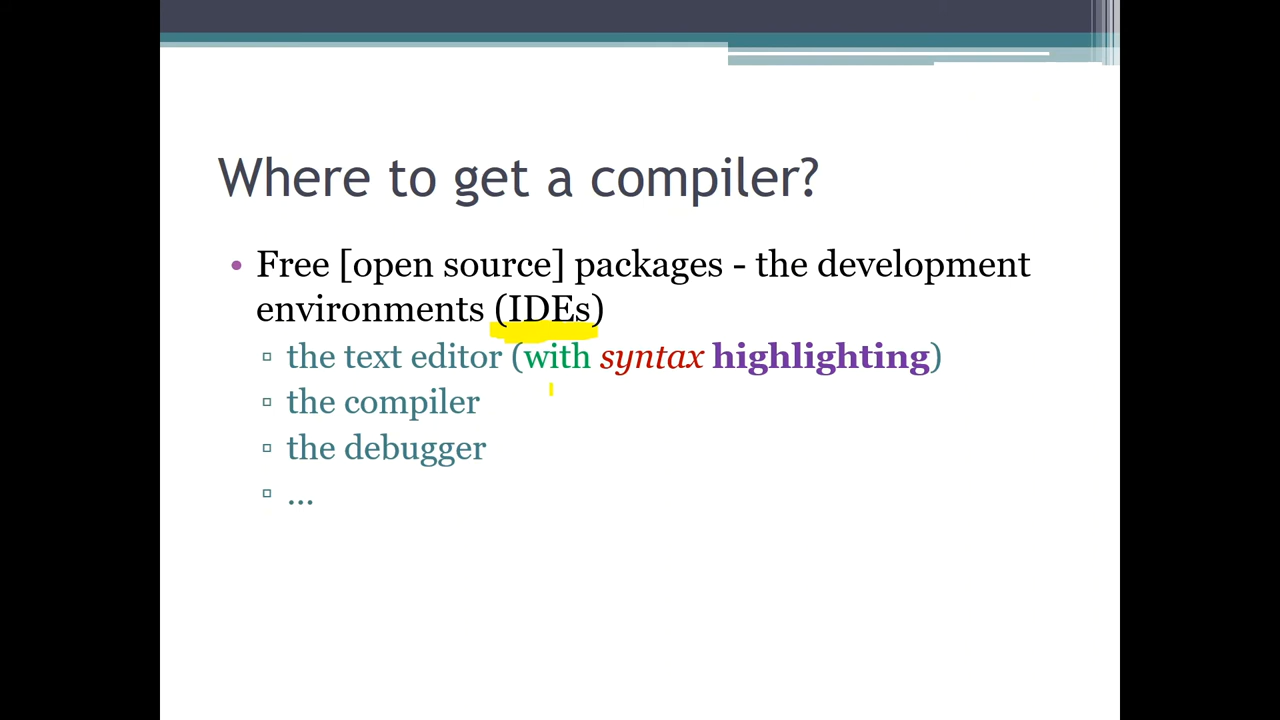 Where to get a compiler?
• Free [open source] packages - the development
environments (IDEs)
▫ the text editor (with syntax highlighting)
▫ the compiler
▫ the debugger
▫ ...